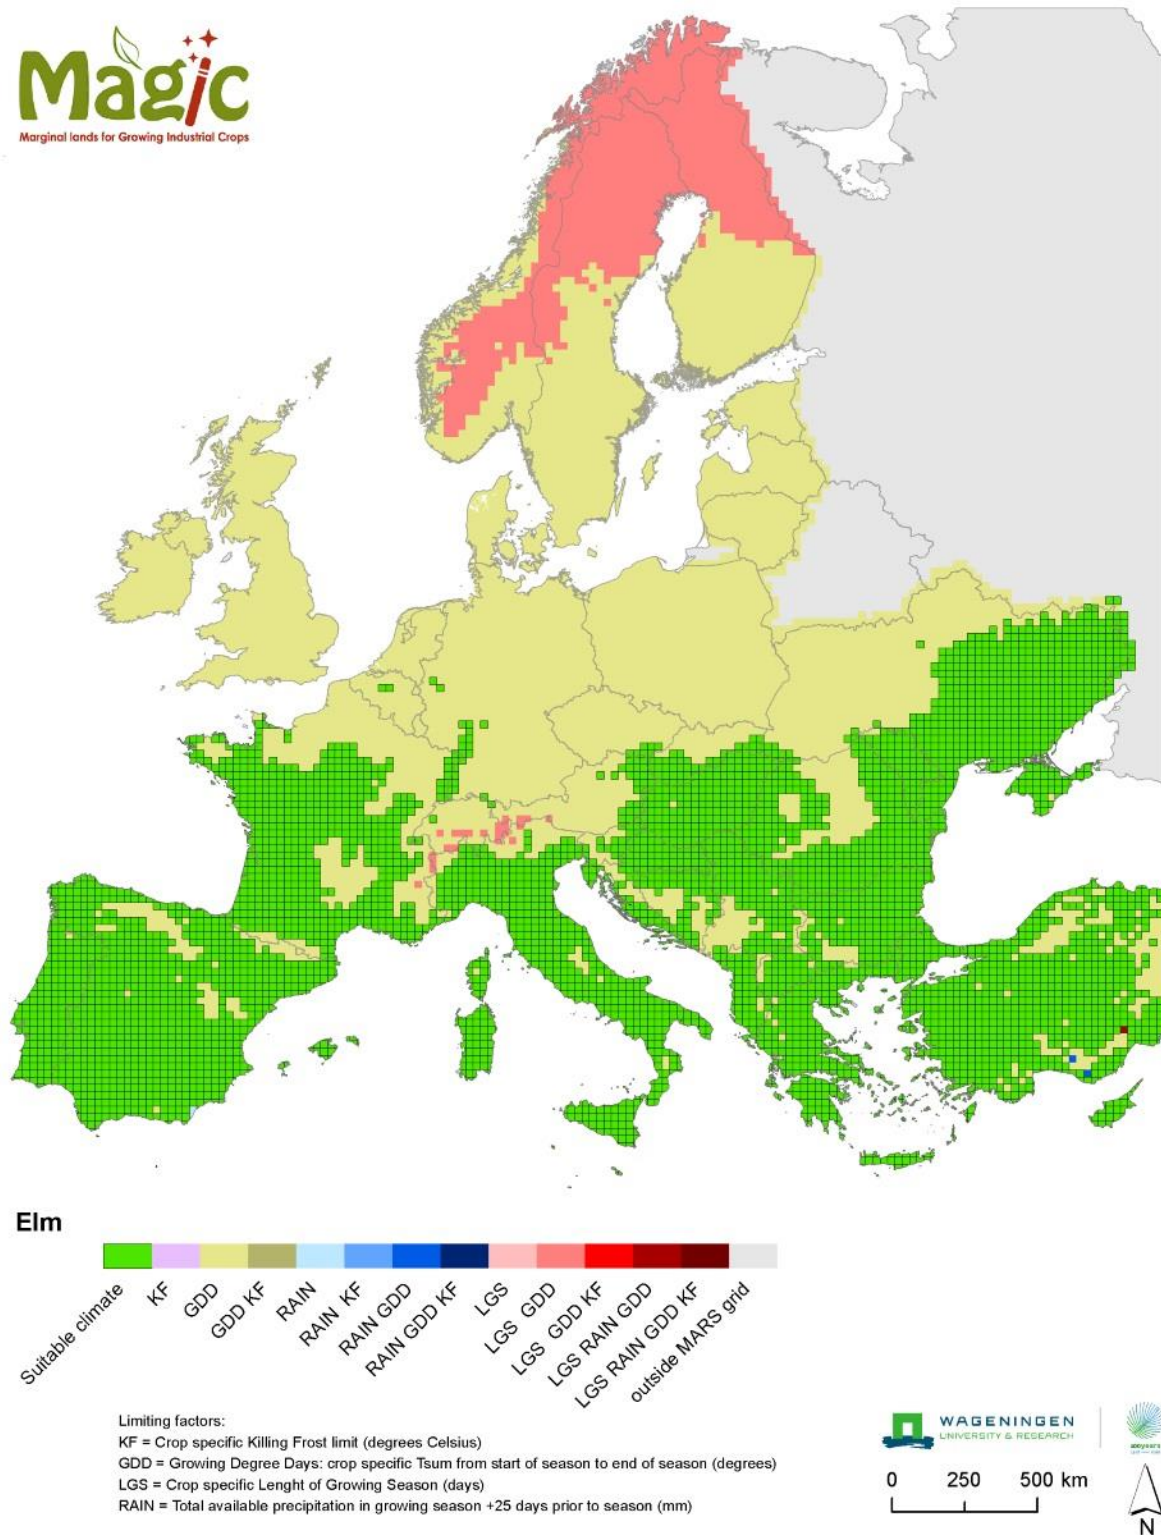 Magic
Marginal lands for Growing Industrial Crops
Elm
Suitable climate
KF
GDD
GDD KF
RAIN
RAIN KF
RAIN GDD
RAIN GDD KF
LGS
LGS GDD
LGS GDD KF
LGS RAIN GDD
LGS RAIN GDD KF
outside MARS grid
Limiting factors:
KF = Crop specific Killing Frost limit (degrees Celsius)
GDD = Growing Degree Days: crop specific Tsum from start of season to end of season (degrees)
LGS = Crop specific Lenght of Growing Season (days)
RAIN = Total available precipitation in growing season +25 days prior to season (mm)
WAGENINGEN
UNIVERSITY & RESEARCH
0 250 500 km
N